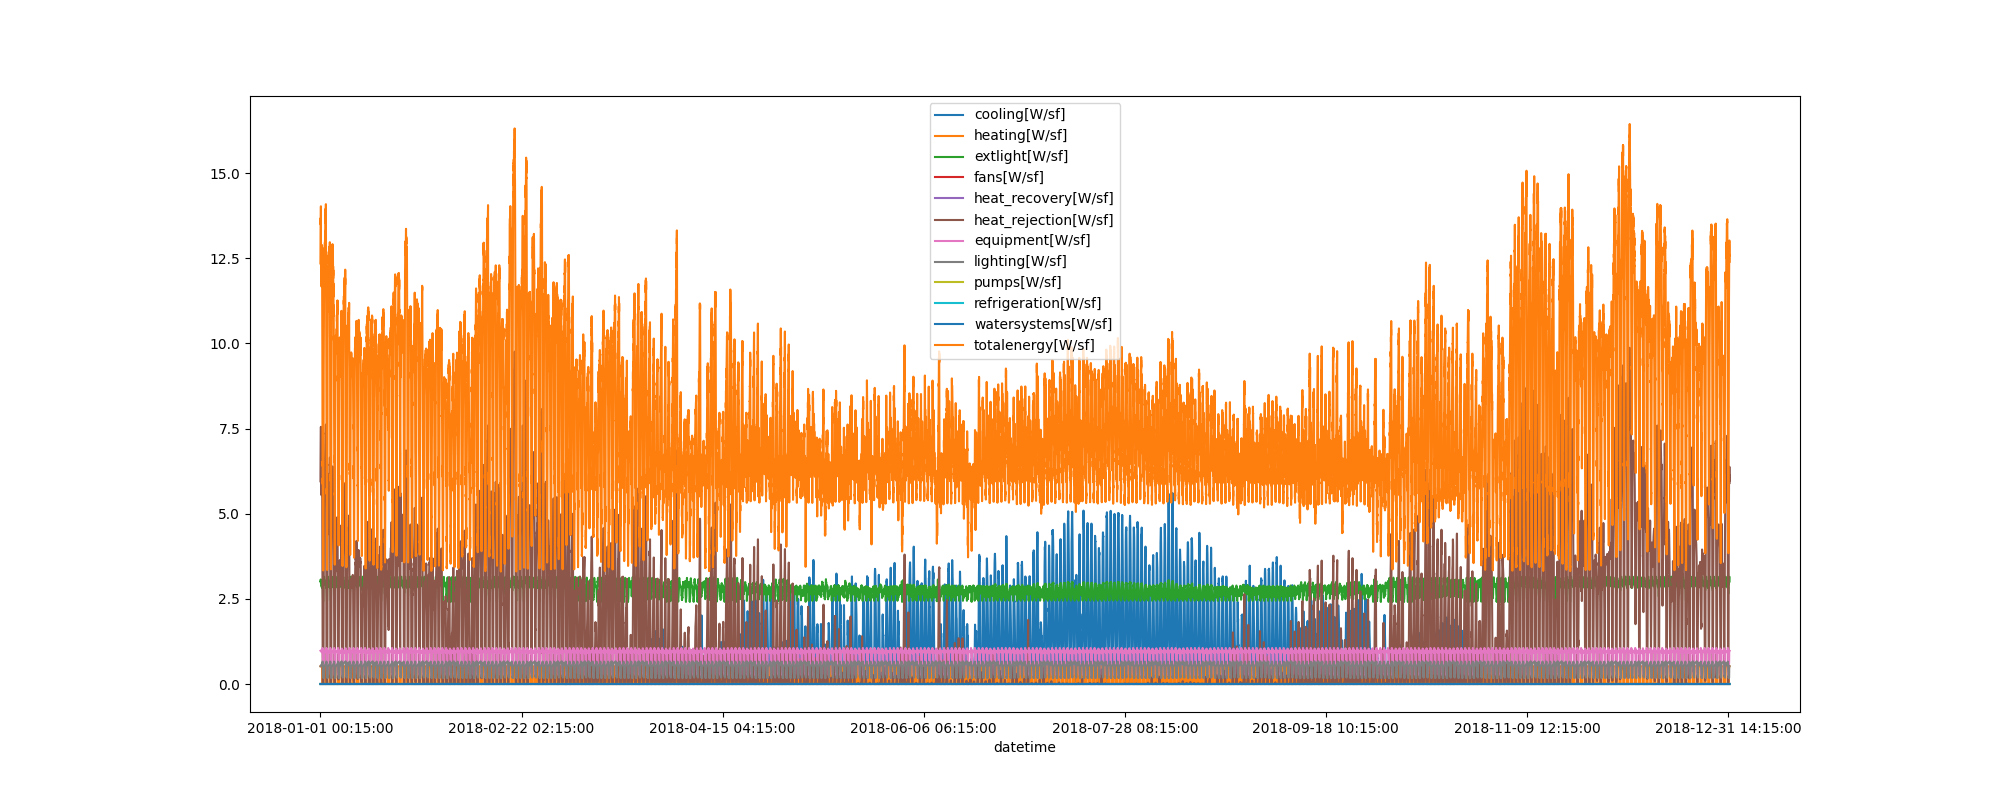 cooling[W/sf]
heating[W/sf]
extlight[W/sf]
fans[W/sf]
heat_recovery[W/sf]
heat_rejection[W/sf]
equipment[W/sf]
lighting[W/sf]
pumps[W/sf]
refrigeration[W/sf]
watersystems[W/sf]
totalenergy[W/sf]
15.0
12.5
10.0
7.5
5.0
2.5
0.0
2018-01-01 00:15:00 2018-02-22 02:15:00 2018-04-15 04:15:00 2018-06-06 06:15:00 2018-07-28 08:15:00 2018-09-18 10:15:00 2018-11-09 12:15:00 2018-12-31 14:15:00
datetime